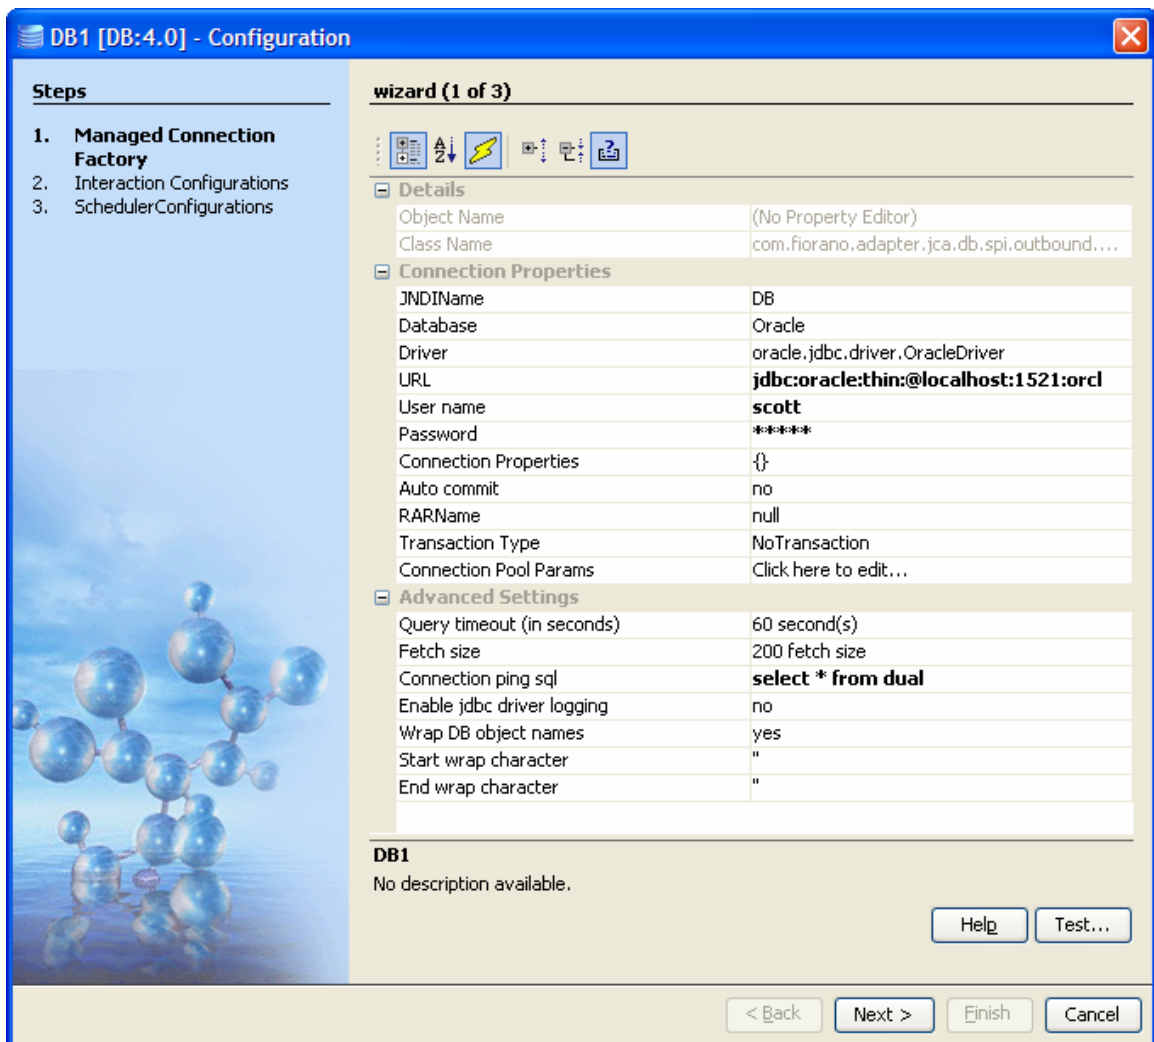 DB1 [DB:4.0] - Configuration
Steps
1. Managed Connection
Factory
2. Interaction Configurations
3. SchedulerConfigurations
wizard (1 of 3)
Details
Object Name (No Property Editor)
Class Name com.fiorano.adapter.jca.db.spi.outbound....
Connection Properties
JNDIName DB
Database Oracle
Driver oracle.jdbc.driver.OracleDriver
URL jdbc:oracle:thin:@localhost:1521:orcl
User name scott
Password *****
Connection Properties {}
Auto commit no
RARName null
Transaction Type NoTransaction
Connection Pool Params Click here to edit...
Advanced Settings
Query timeout (in seconds) 60 second(s)
Fetch size 200 fetch size
Connection ping sql select * from dual
Enable jdbc driver logging no
Wrap DB object names yes
Start wrap character "
End wrap character "
DB1
No description available.
Help Test...
< Back Next > Finish Cancel